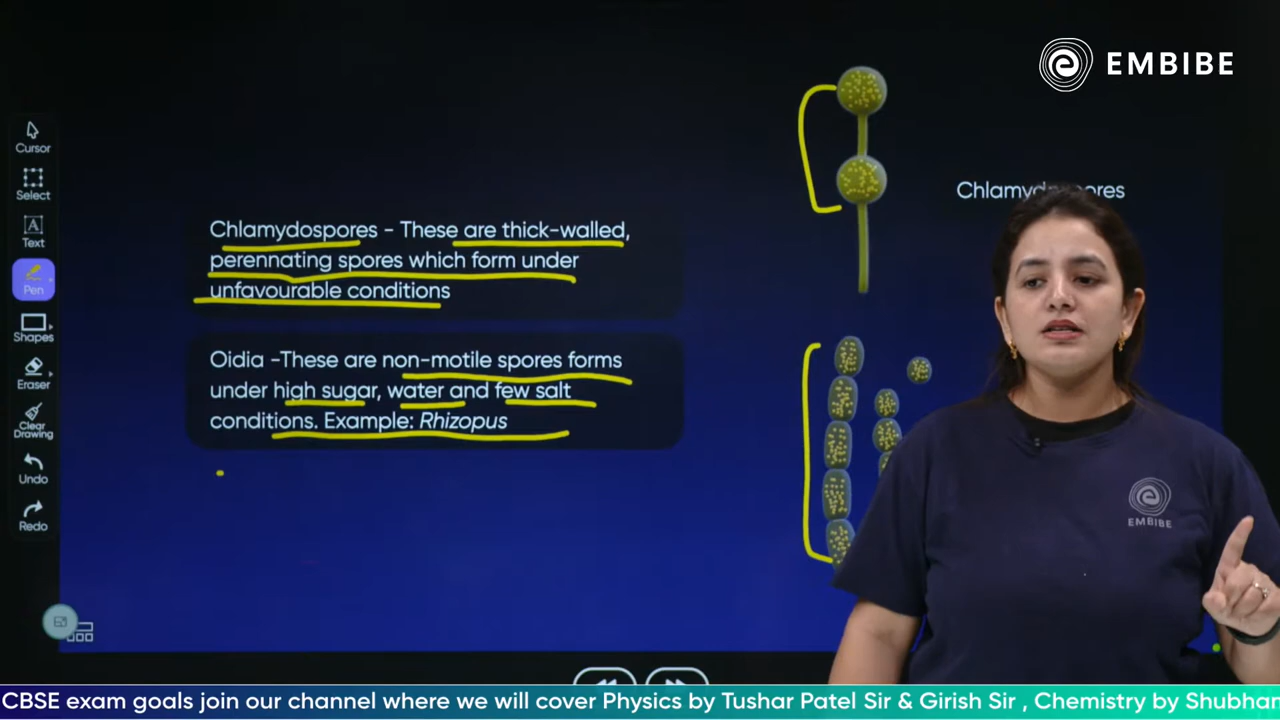 EMBIBE
Cursor
Select
Text
Pen
Shapes
Eraser
Clear
Drawing
Undo
Redo
Chlamydospores - These are thick-walled,
perennating spores which form under
unfavourable conditions
Oidia -These are non-motile spores forms
under high sugar, water and few salt
conditions. Example: Rhizopus
EMBIBE
CBSE exam goals join our channel where we will cover Physics by Tushar Patel Sir & Girish Sir , Chemistry by